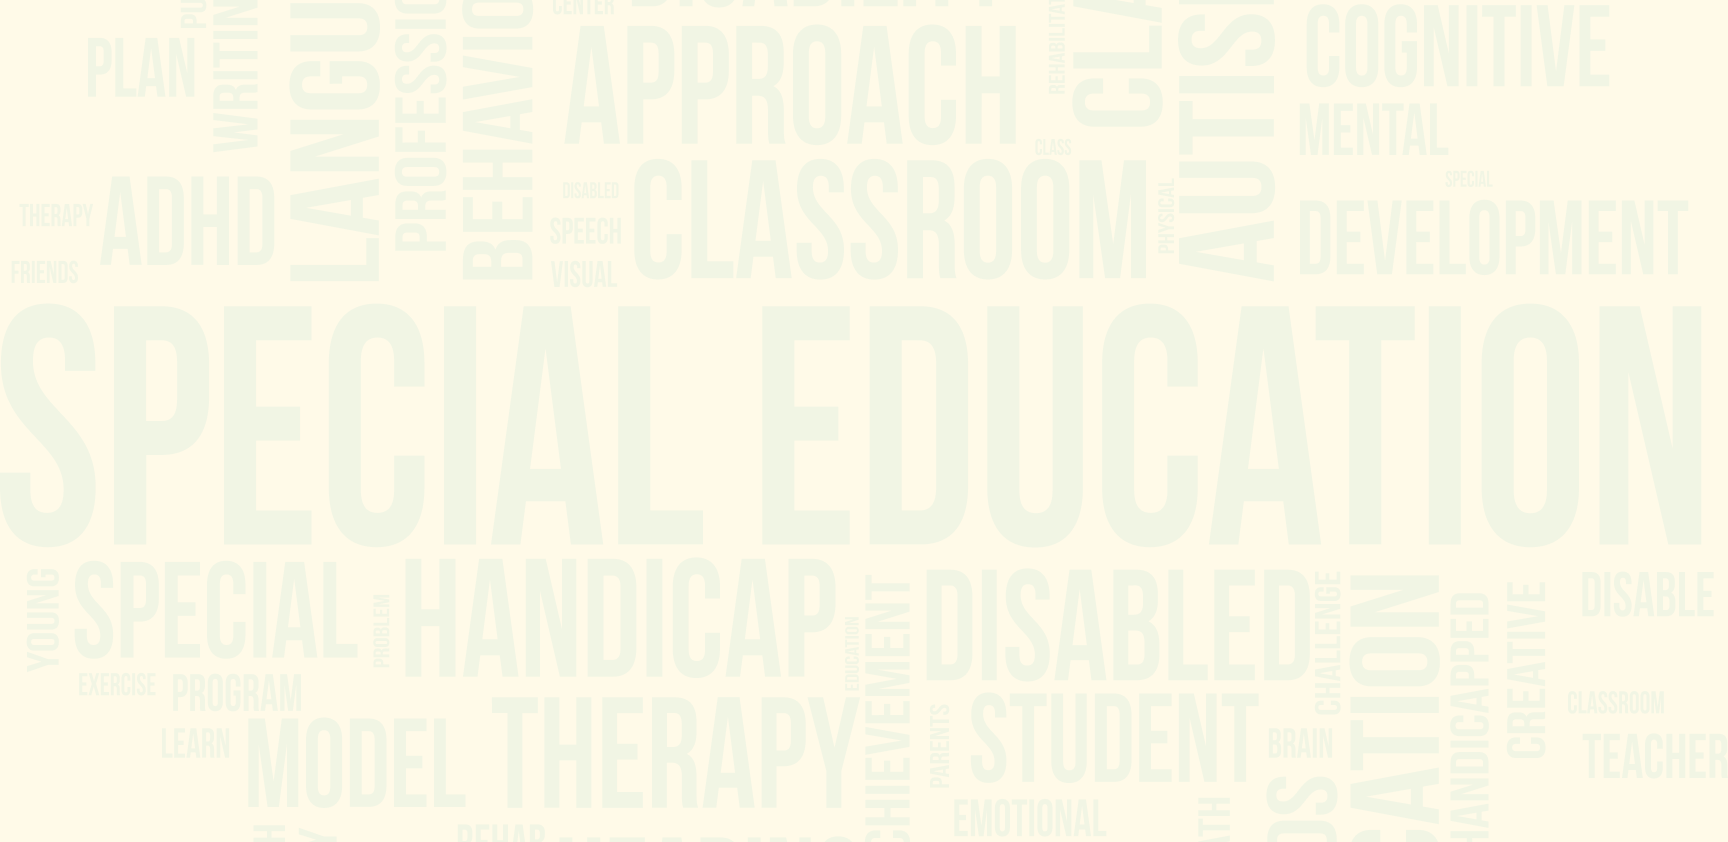 CENTER
PLAN
WRITIN
LANGU
PROFESSIO
BEHAVIO
APPROACH
CLA
AUTIS
COGNITIVE
MENTAL
CLASS
SPECIAL
THERAPY
ADHD
DISABLED
SPEECH
VISUAL
CLASSROOM
PHYSICAL
DEVELOPMENT
FRIENDS
SPECIAL EDUCATION
YOUNG
SPECIAL
PROBLEM
HANDICAP
EDUCATION
CHIEVEMENT
DISABLED
CHALLENGE
CATION
HANDICAPPED
CREATIVE
DISABLE
EXERCISE
PROGRAM
LEARN
MODEL
THERAPY
PARENTS
STUDENT
BRAIN
CLASSROOM
TEACHER
EMOTIONAL
DS
ATH